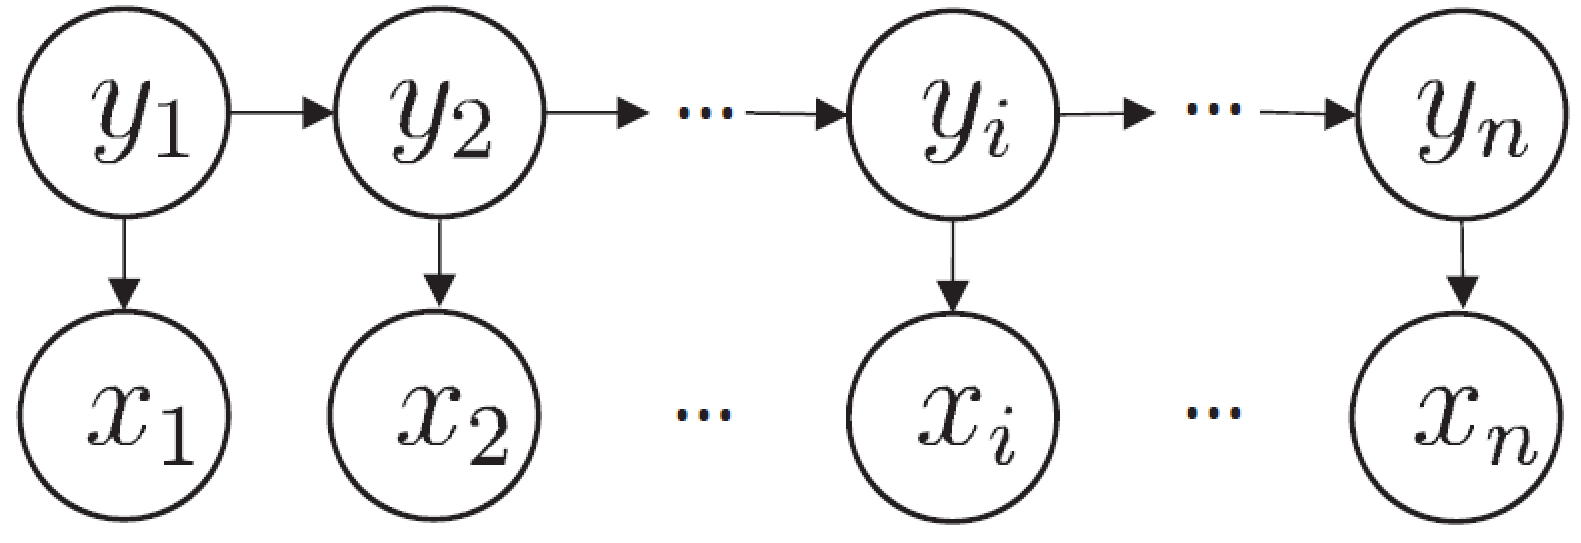 y₁ y₂ ... yᵢ ... yₙ
x₁ x₂ ... xᵢ ... xₙ